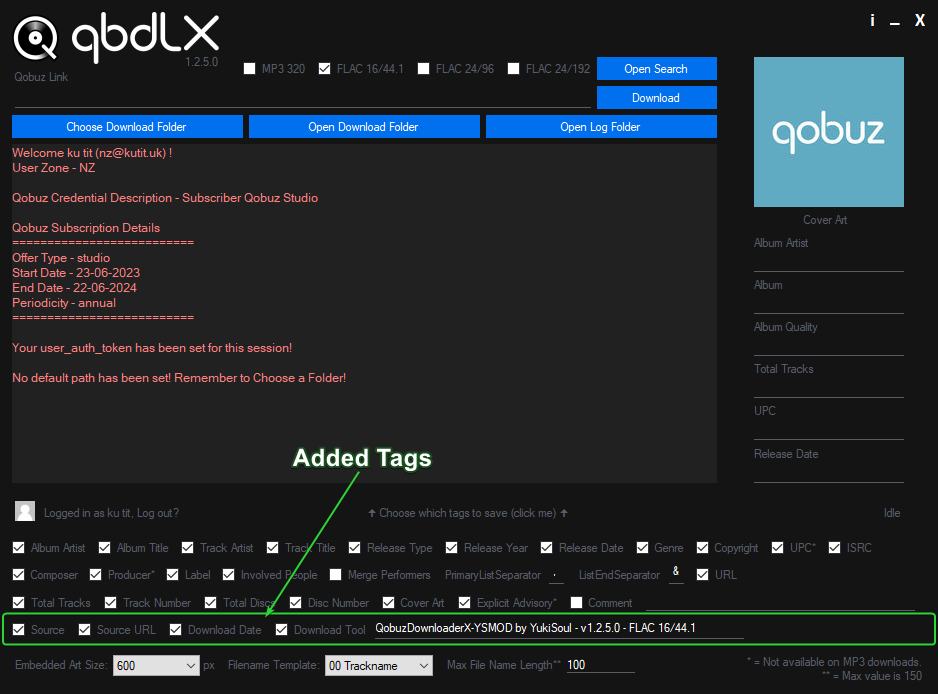 qbdLX
1.2.5.0
i _ X
Qobuz Link
MP3 320 FLAC 16/44.1 FLAC 24/96 FLAC 24/192 Open Search
Download
Choose Download Folder Open Download Folder Open Log Folder
Welcome ku tit (nz@kutit.uk) !
User Zone - NZ
Qobuz Credential Description - Subscriber Qobuz Studio
Qobuz Subscription Details
==========================
Offer Type - studio
Start Date - 23-06-2023
End Date - 22-06-2024
Periodicity - annual
==========================
Your user_auth_token has been set for this session!
No default path has been set! Remember to Choose a Folder!
qobuz
Cover Art
Album Artist
Album
Album Quality
Total Tracks
UPC
Release Date
Added Tags
Logged in as ku tit, Log out? ↑ Choose which tags to save (click me) ↑ Idle
Album Artist Album Title Track Artist Track Title Release Type Release Year Release Date Genre Copyright UPC* ISRC
Composer Producer* Label Involved People Merge Performers PrimaryListSeparator , ListEndSeparator & URL
Total Tracks Track Number Total Discs Disc Number Cover Art Explicit Advisory* Comment
Source Source URL Download Date Download Tool QobuzDownloaderX-YSMOD by YukiSoul - v1.2.5.0 - FLAC 16/44.1
Embedded Art Size: 600 px Filename Template: 00 Trackname Max File Name Length** 100 * = Not available on MP3 downloads.
** = Max value is 150